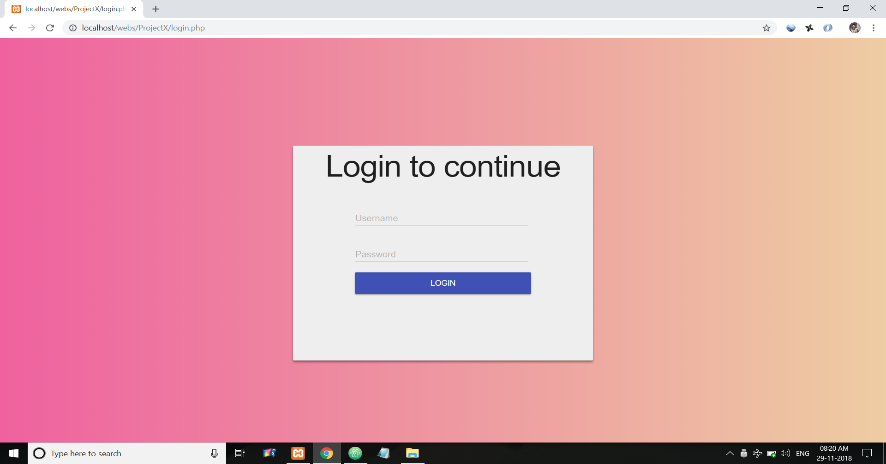 localhost/webs/ProjectX/login.ph
localhost/webs/ProjectX/login.php
Login to continue
Username
Password
LOGIN
Type here to search
ENG
08:20 AM
29-11-2018